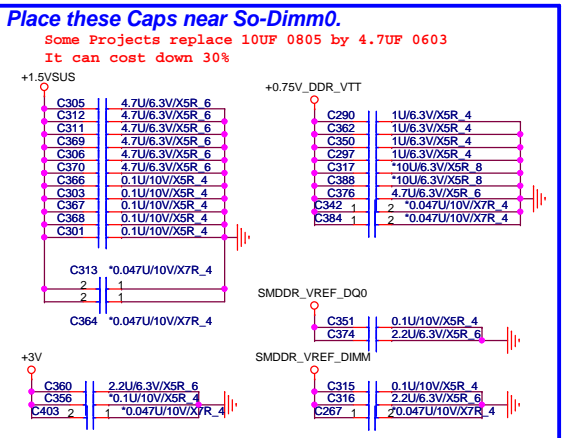 Place these Caps near So-Dimm0.
Some Projects replace 10UF 0805 by 4.7UF 0603
It can cost down 30%
+1.5VSUS
C305 4.7U/6.3V/X5R_6
C312 4.7U/6.3V/X5R_6
C311 4.7U/6.3V/X5R_6
C369 4.7U/6.3V/X5R_6
C306 4.7U/6.3V/X5R_6
C370 4.7U/6.3V/X5R_6
C366 0.1U/10V/X5R_4
C303 0.1U/10V/X5R_4
C367 0.1U/10V/X5R_4
C368 0.1U/10V/X5R_4
C301 0.1U/10V/X5R_4
C313 *0.047U/10V/X7R_4
2 1
2 1
C364 *0.047U/10V/X7R_4
+0.75V_DDR_VTT
C290 1U/6.3V/X5R_4
C362 1U/6.3V/X5R_4
C350 1U/6.3V/X5R_4
C297 1U/6.3V/X5R_4
C317 *10U/6.3V/X5R_8
C388 *10U/6.3V/X5R_8
C376 4.7U/6.3V/X5R_6
C342 1 2 *0.047U/10V/X7R_4
C384 1 2 *0.047U/10V/X7R_4
SMDDR_VREF_DQ0
C351 0.1U/10V/X5R_4
C374 2.2U/6.3V/X5R_6
+3V
C360 2.2U/6.3V/X5R_6
C356 *0.1U/10V/X5R_4
C403 2 1 *0.047U/10V/X7R_4
SMDDR_VREF_DIMM
C315 0.1U/10V/X5R_4
C316 2.2U/6.3V/X5R_6
C267 1 2 *0.047U/10V/X7R_4